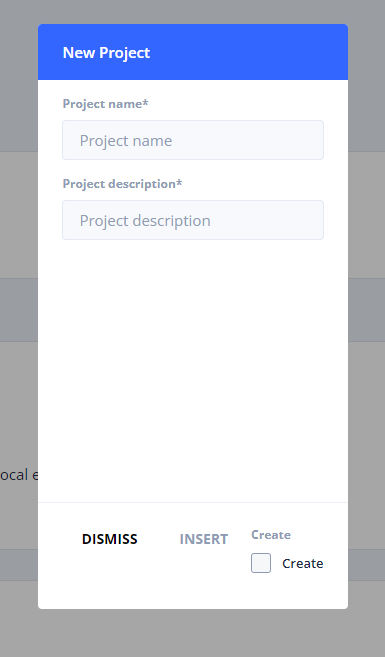 New Project
Project name*
Project name
Project description*
Project description
ocal e
DISMISS INSERT Create
Create